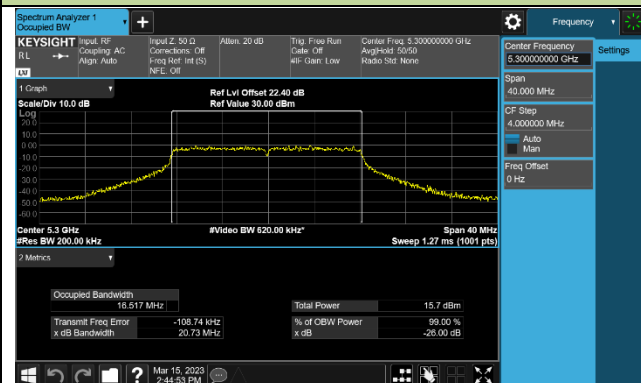 Spectrum Analyzer 1
Occupied BW
+
Frequency
KEYSIGHT
RL
Input: RF
Coupling: AC
Align: Auto
Input Z: 50 Ω
Corrections: Off
Freq Ref: Int (S)
NFE: Off
Atten: 20 dB
Trig: Free Run
Gate: Off
#IF Gain: Low
Center Freq: 5.300000000 GHz
Avg|Hold: 50/50
Radio Std: None
Center Frequency
5.300000000 GHz
Settings
Span
40.000 MHz
CF Step
4.000000 MHz
Auto
Man
Freq Offset
0 Hz
1 Graph
Scale/Div 10.0 dB
Ref Lvl Offset 22.40 dB
Ref Value 30.00 dBm
Log
20.0
10.0
0.00
-10.0
-20.0
-30.0
-40.0
-50.0
-60.0
Center 5.3 GHz
#Res BW 200.00 kHz
#Video BW 620.00 kHz*
Span 40 MHz
Sweep 1.27 ms (1001 pts)
2 Metrics
Occupied Bandwidth
16.517 MHz
Total Power 15.7 dBm
Transmit Freq Error -108.74 kHz
% of OBW Power 99.00 %
x dB Bandwidth 20.73 MHz
x dB -26.00 dB
?
Mar 15, 2023
2:44:53 PM